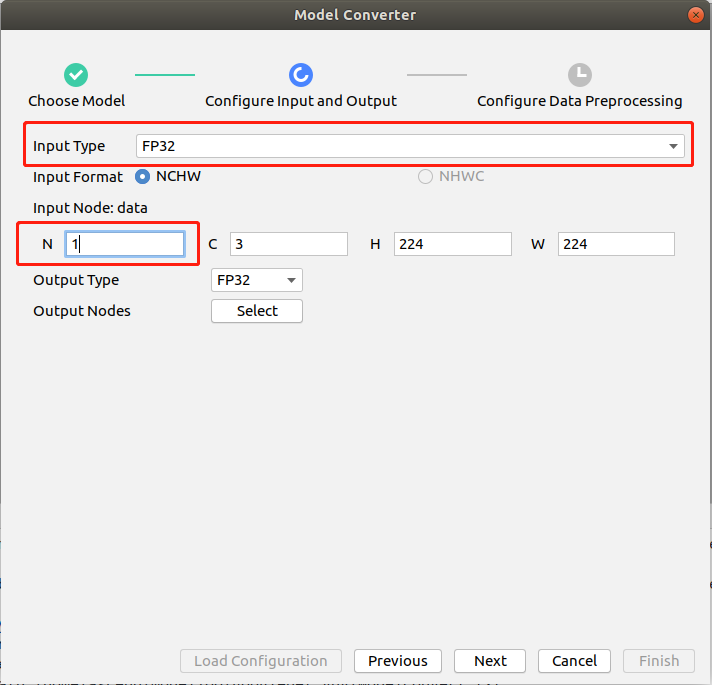 Model Converter
Choose Model
Configure Input and Output
Configure Data Preprocessing
Input Type FP32
Input Format NCHW NHWC
Input Node: data
N 1 C 3 H 224 W 224
Output Type FP32
Output Nodes Select
Load Configuration Previous Next Cancel Finish